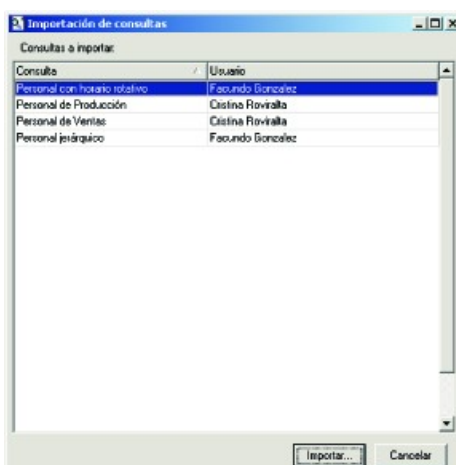 Importación de consultas
Consultas a importar:
Consulta Usuario
Personal con horario rotativo Facundo Gonzalez
Personal de Producción Cristina Roviralta
Personal de Ventas Cristina Roviralta
Personal jerárquico Facundo Gonzalez
Importar... Cancelar